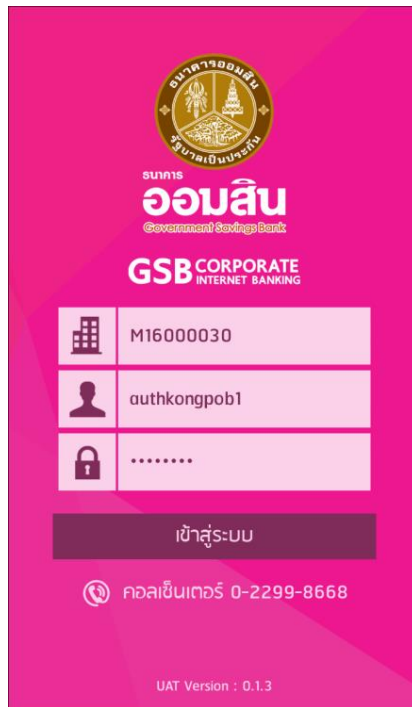 ธนาคารออมสิน
รัฐบาลเป็นประกัน
ธนาคาร
ออมสิน
Government Savings Bank
GSB CORPORATE
INTERNET BANKING
M16000030
authkongpob1
••••••••
เข้าสู่ระบบ
คอลเซ็นเตอร์ 0-2299-8668
UAT Version : 0.1.3